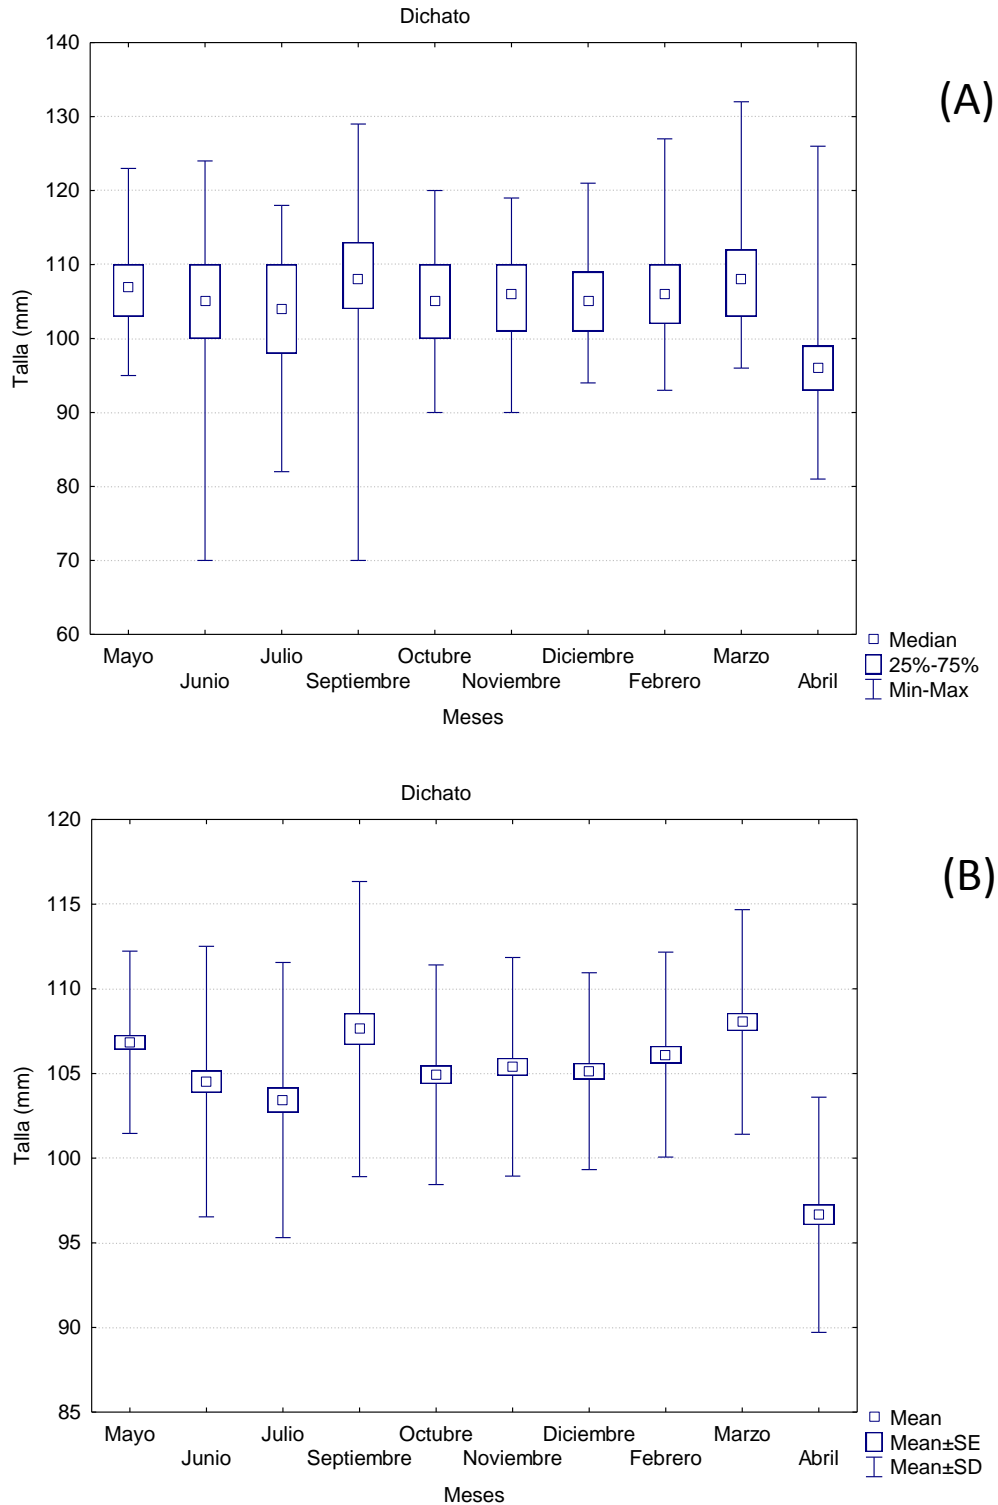 Dichato
(A)
140
130
120
110
100
90
80
70
60
Talla (mm)
Mayo
Junio
Julio
Septiembre
Octubre
Noviembre
Diciembre
Febrero
Marzo
Abril
Meses
Median
25%-75%
Min-Max
Dichato
(B)
120
115
110
105
100
95
90
85
Talla (mm)
Mayo
Junio
Julio
Septiembre
Octubre
Noviembre
Diciembre
Febrero
Marzo
Abril
Meses
Mean
Mean±SE
Mean±SD